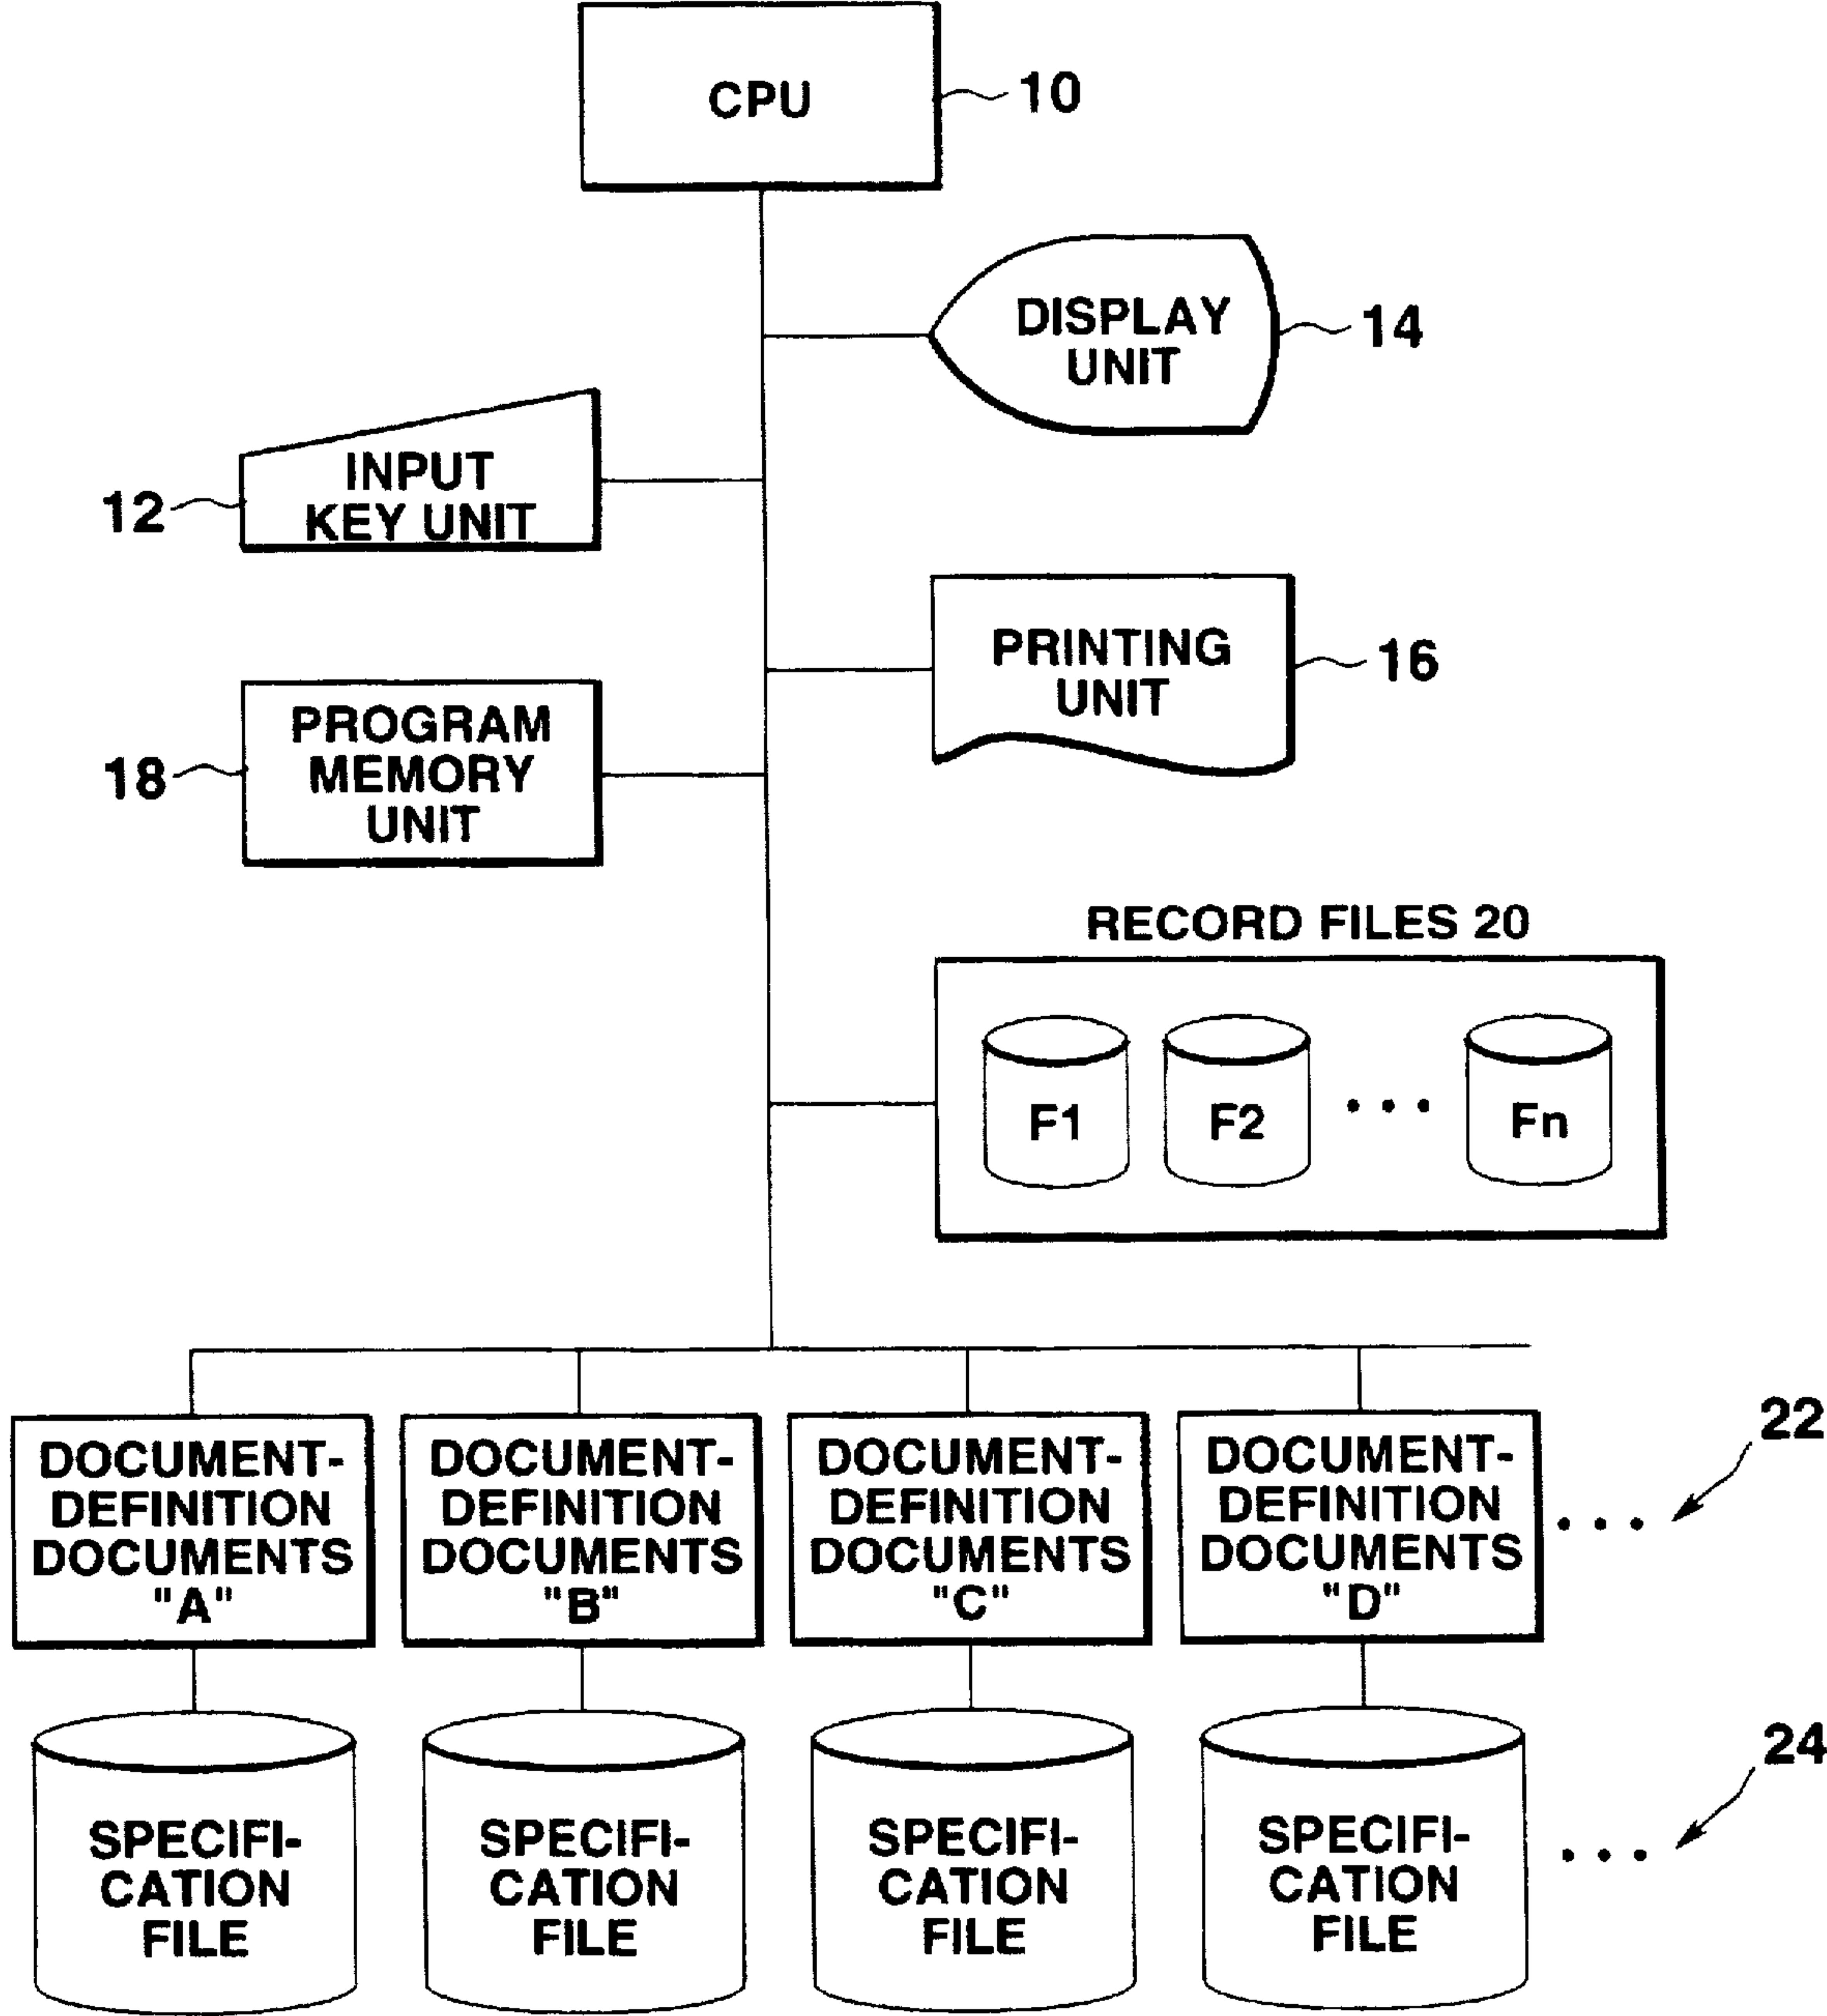 CPU
10
DISPLAY
UNIT
14
INPUT
KEY UNIT
12
PRINTING
UNIT
16
PROGRAM
MEMORY
UNIT
18
RECORD FILES 20
F1
F2
• • •
Fn
DOCUMENT-
DEFINITION
DOCUMENTS
"A"
DOCUMENT-
DEFINITION
DOCUMENTS
"B"
DOCUMENT-
DEFINITION
DOCUMENTS
"C"
DOCUMENT-
DEFINITION
DOCUMENTS
"D"
• • •
22
SPECIFI-
CATION
FILE
SPECIFI-
CATION
FILE
SPECIFI-
CATION
FILE
SPECIFI-
CATION
FILE
• • •
24